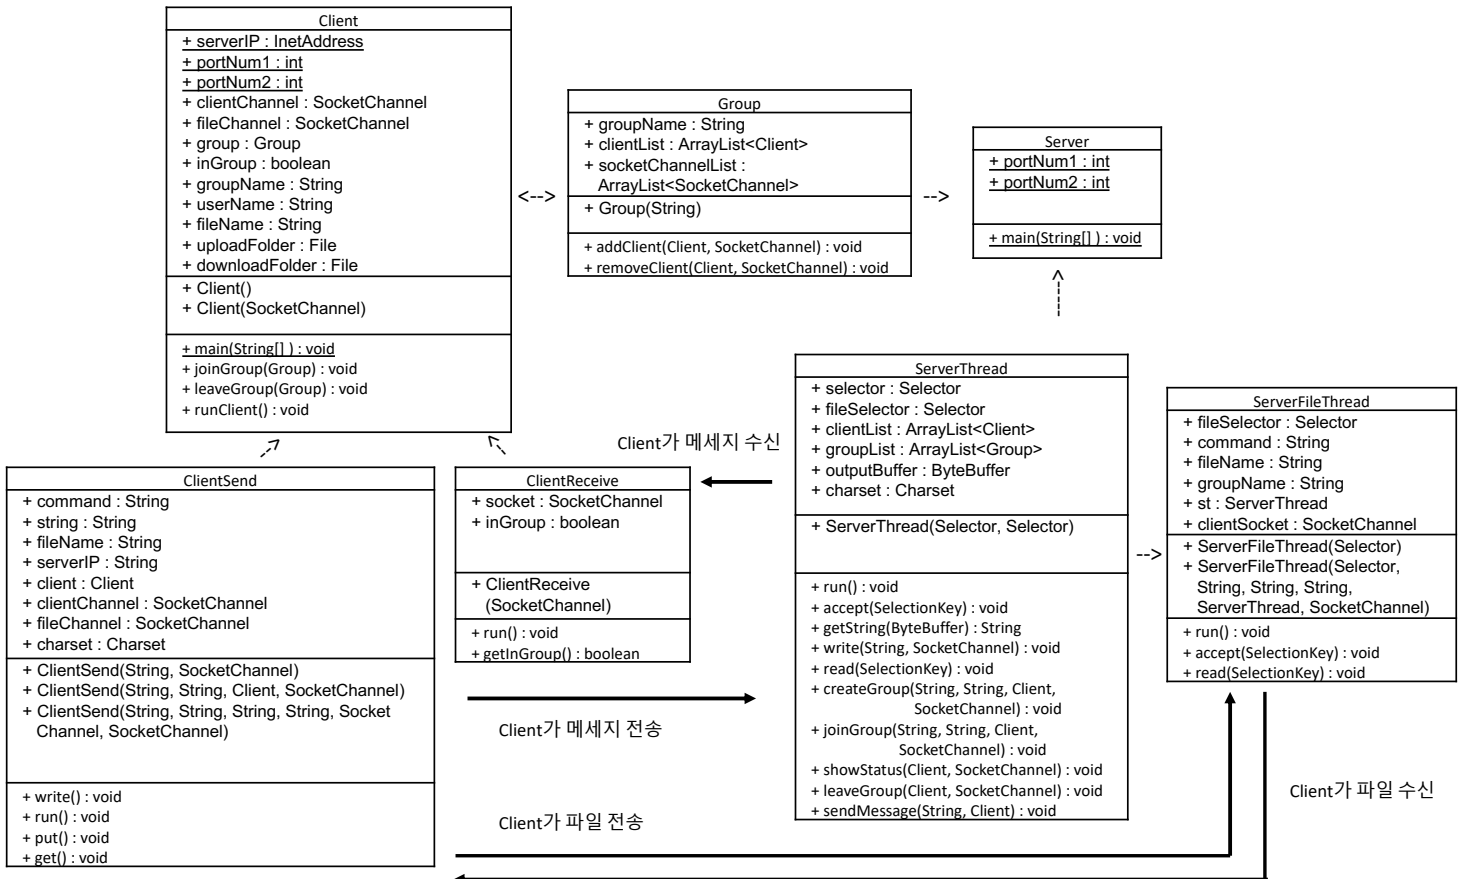 Client
+ serverIP : InetAddress
+ portNum1 : int
+ portNum2 : int
+ clientChannel : SocketChannel
+ fileChannel : SocketChannel
+ group : Group
+ inGroup : boolean
+ groupName : String
+ userName : String
+ fileName : String
+ uploadFolder : File
+ downloadFolder : File
+ Client()
+ Client(SocketChannel)
+ main(String[] ) : void
+ joinGroup(Group) : void
+ leaveGroup(Group) : void
+ runClient() : void
<-->
Group
+ groupName : String
+ clientList : ArrayList<Client>
+ socketChannelList :
ArrayList<SocketChannel>
+ Group(String)
+ addClient(Client, SocketChannel) : void
+ removeClient(Client, SocketChannel) : void
-->
Server
+ portNum1 : int
+ portNum2 : int
+ main(String[] ) : void
-->
-->
-->
Client가 메세지 수신
ClientSend
+ command : String
+ string : String
+ fileName : String
+ serverIP : String
+ client : Client
+ clientChannel : SocketChannel
+ fileChannel : SocketChannel
+ charset : Charset
+ ClientSend(String, SocketChannel)
+ ClientSend(String, String, Client, SocketChannel)
+ ClientSend(String, String, String, String, Socket
Channel, SocketChannel)
+ write() : void
+ run() : void
+ put() : void
+ get() : void
ClientReceive
+ socket : SocketChannel
+ inGroup : boolean
+ ClientReceive
(SocketChannel)
+ run() : void
+ getInGroup() : boolean
Client가 메세지 전송
Client가 파일 전송
ServerThread
+ selector : Selector
+ fileSelector : Selector
+ clientList : ArrayList<Client>
+ groupList : ArrayList<Group>
+ outputBuffer : ByteBuffer
+ charset : Charset
+ ServerThread(Selector, Selector)
+ run() : void
+ accept(SelectionKey) : void
+ getString(ByteBuffer) : String
+ write(String, SocketChannel) : void
+ read(SelectionKey) : void
+ createGroup(String, String, Client,
SocketChannel) : void
+ joinGroup(String, String, Client,
SocketChannel) : void
+ showStatus(Client, SocketChannel) : void
+ leaveGroup(Client, SocketChannel) : void
+ sendMessage(String, Client) : void
-->
ServerFileThread
+ fileSelector : Selector
+ command : String
+ fileName : String
+ groupName : String
+ st : ServerThread
+ clientSocket : SocketChannel
+ ServerFileThread(Selector)
+ ServerFileThread(Selector,
String, String, String,
ServerThread, SocketChannel)
+ run() : void
+ accept(SelectionKey) : void
+ read(SelectionKey) : void
Client가 파일 수신